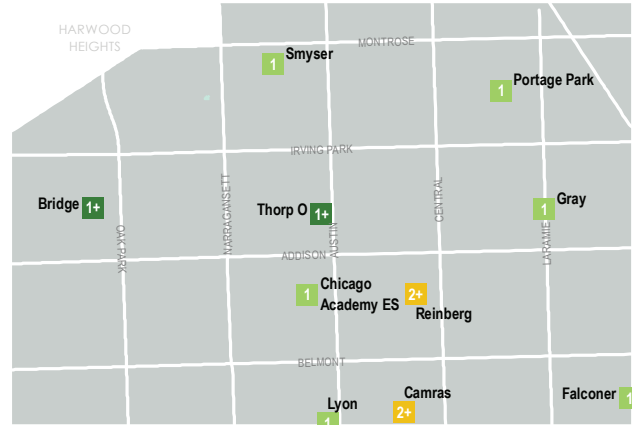 HARWOOD
HEIGHTS
MONTROSE
Smyser
1
Portage Park
1
IRVING PARK
Bridge
1+
OAK PARK
NARRAGANSETT
Thorp O
1+
AUSTIN
CENTRAL
Gray
1
LARAMIE
ADDISON
1
Chicago
Academy ES
2+
Reinberg
BELMONT
Lyon
1
Camras
2+
Falconer
1